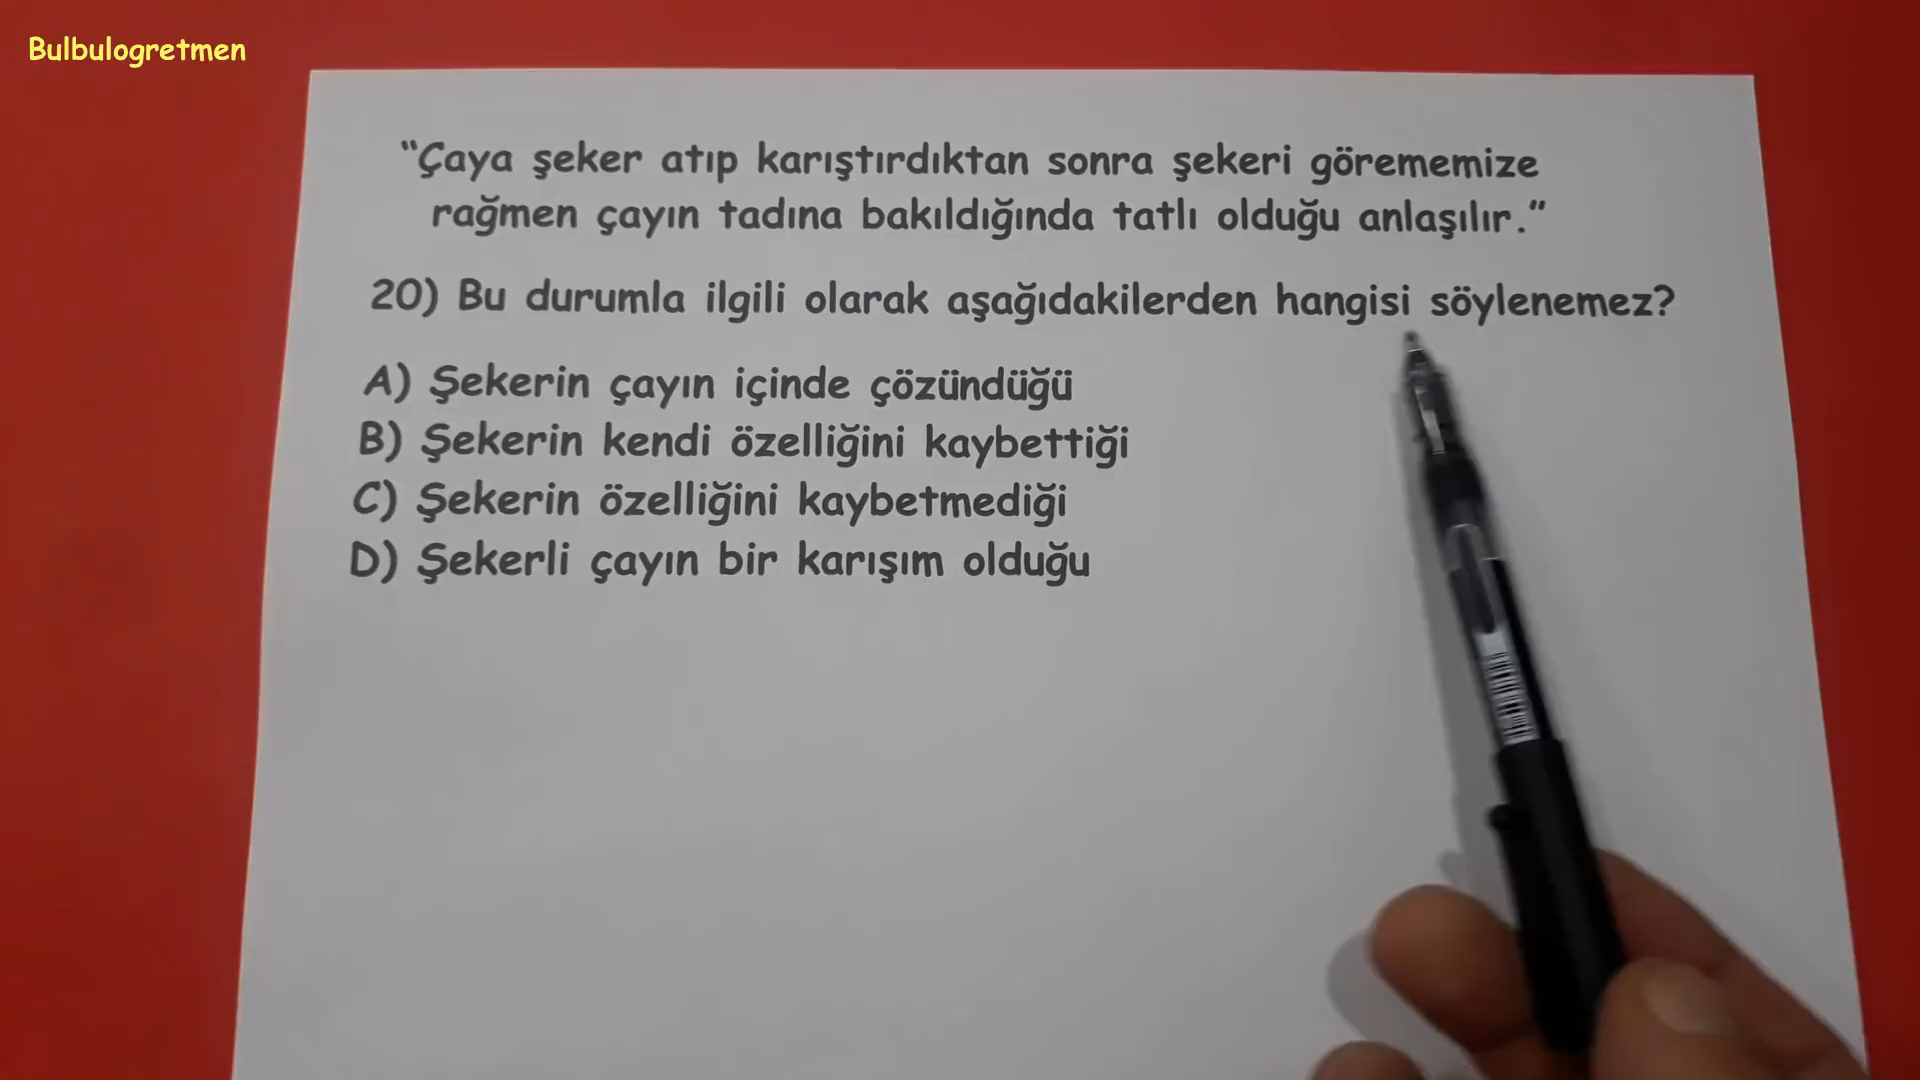 Bulbulogretmen
“Çaya şeker atıp karıştırdıktan sonra şekeri görememize
rağmen çayın tadına bakıldığında tatlı olduğu anlaşılır.”
20) Bu durumla ilgili olarak aşağıdakilerden hangisi söylenemez?
A) Şekerin çayın içinde çözündüğü
B) Şekerin kendi özelliğini kaybettiği
C) Şekerin özelliğini kaybetmediği
D) Şekerli çayın bir karışım olduğu